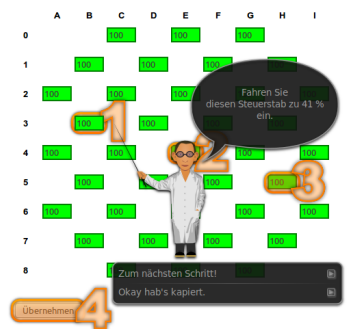 A B C D E F G H I
0 100 100 100
1 100 100 100 100
2 100 100 100 100
Fahren Sie
diesen Steuerstab zu 41 %
ein.
3 100 1 100
4 100 100 2 100 100
5 100 100 100 3
6 100 100 100 100
7 100 100 100 100
8
Zum nächsten Schritt!
Okay hab's kapiert.
Übernehmen 4